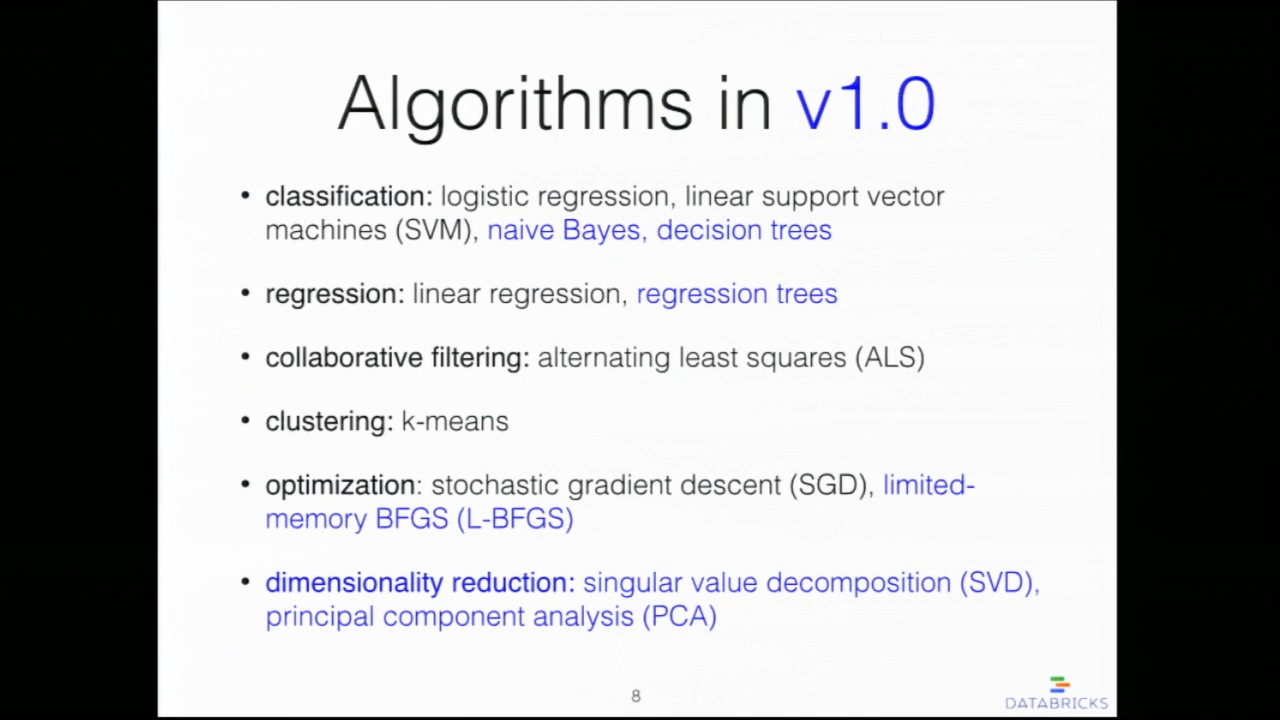 Algorithms in v1.0
• classification: logistic regression, linear support vector
machines (SVM), naive Bayes, decision trees
• regression: linear regression, regression trees
• collaborative filtering: alternating least squares (ALS)
• clustering: k-means
• optimization: stochastic gradient descent (SGD), limited-
memory BFGS (L-BFGS)
• dimensionality reduction: singular value decomposition (SVD),
principal component analysis (PCA)
8
DATABRICKS